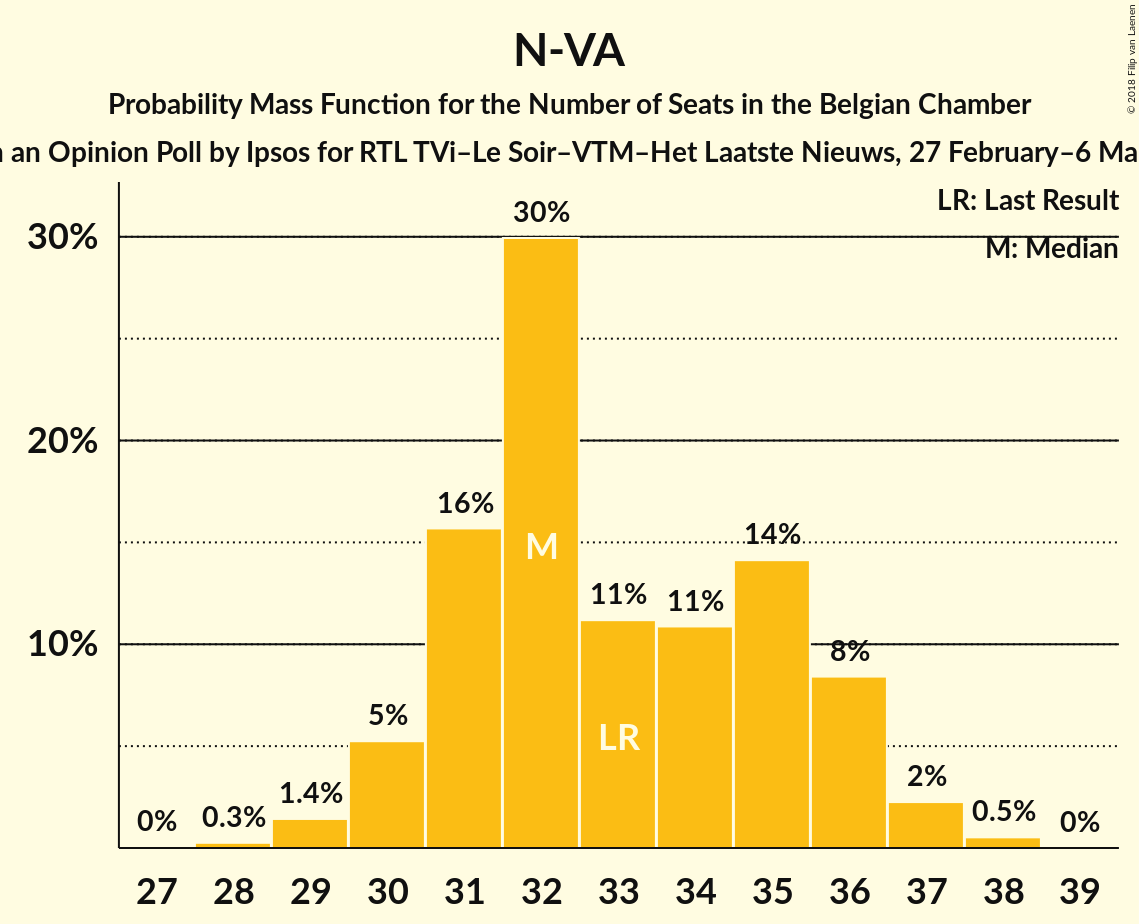 N-VA
Probability Mass Function for the Number of Seats in the Belgian Chamber
an Opinion Poll by Ipsos for RTL TVi–Le Soir–VTM–Het Laatste Nieuws, 27 February–6
© 2018 Filip van Laenen
LR: Last Result
M: Median
30%
20%
10%
0%
0.3%
1.4%
5%
16%
30%
11%
11%
14%
8%
2%
0.5%
0%
M
LR
27 28 29 30 31 32 33 34 35 36 37 38 39